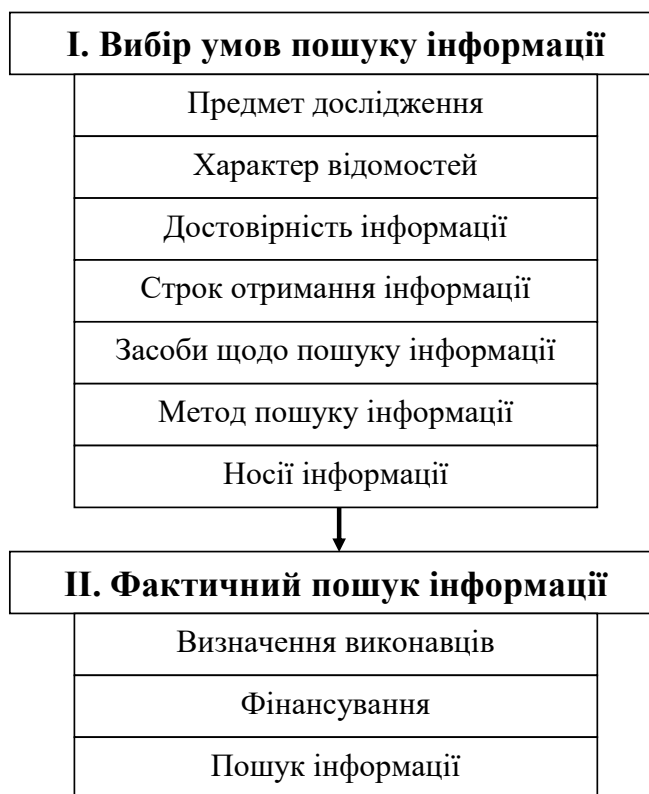 I. Вибір умов пошуку інформації
Предмет дослідження
Характер відомостей
Достовірність інформації
Строк отримання інформації
Засоби щодо пошуку інформації
Метод пошуку інформації
Носії інформації
II. Фактичний пошук інформації
Визначення виконавців
Фінансування
Пошук інформації